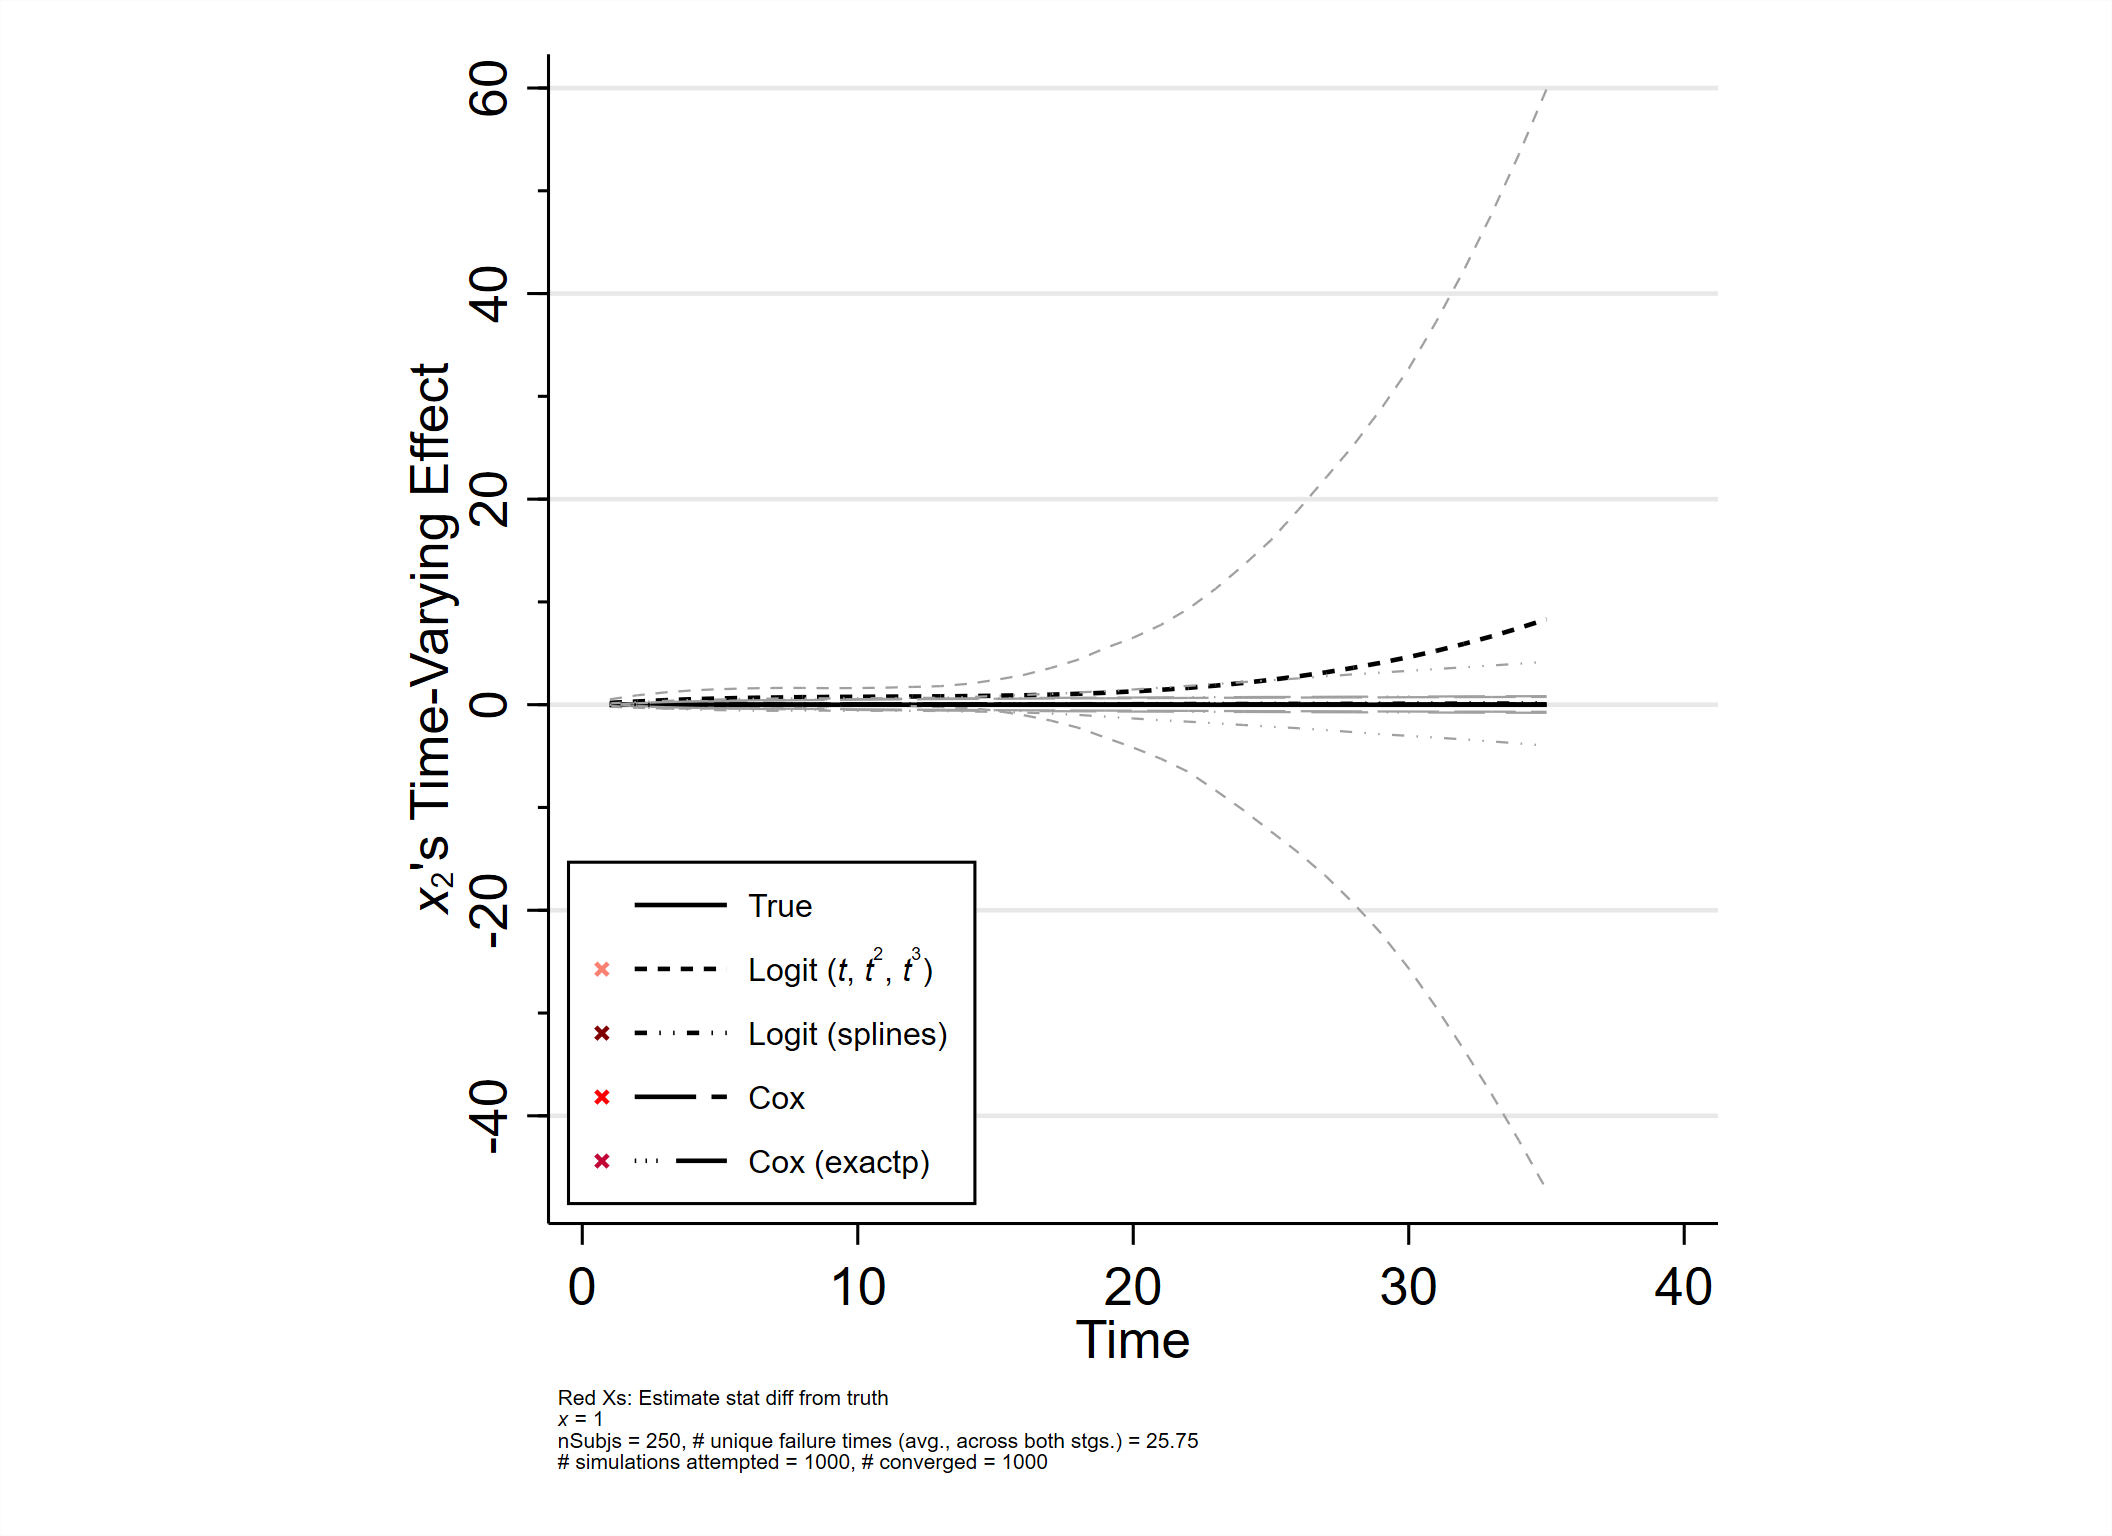 60
40
20
0
-20
-40
x₂'s Time-Varying Effect
True
Logit (t, t², t³)
Logit (splines)
Cox
Cox (exactp)
0 10 20 30 40
Time
Red Xs: Estimate stat diff from truth
x = 1
nSubjs = 250, # unique failure times (avg., across both stgs.) = 25.75
# simulations attempted = 1000, # converged = 1000